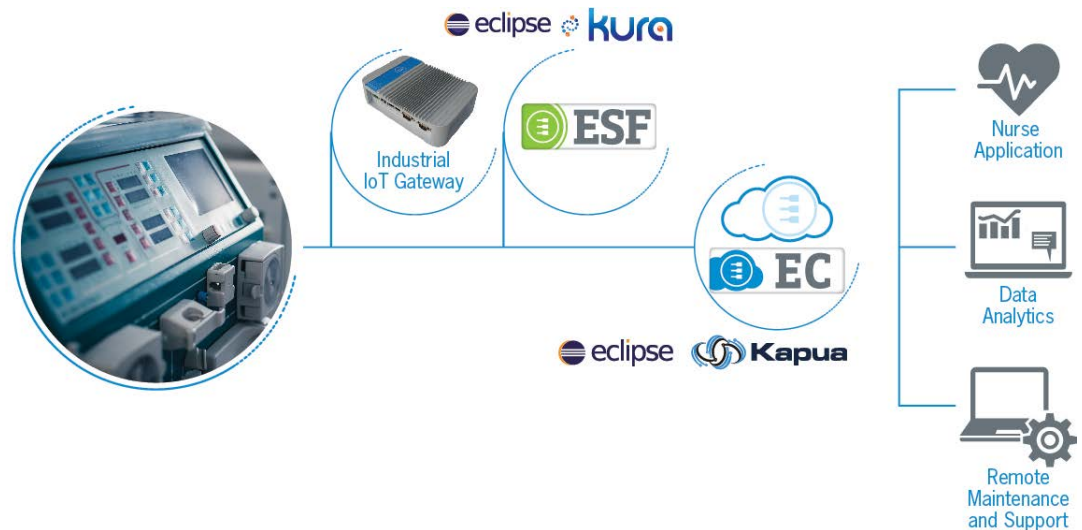 eclipse kura
Industrial
IoT Gateway
ESF
EC
eclipse Kapua
Nurse
Application
Data
Analytics
Remote
Maintenance
and Support